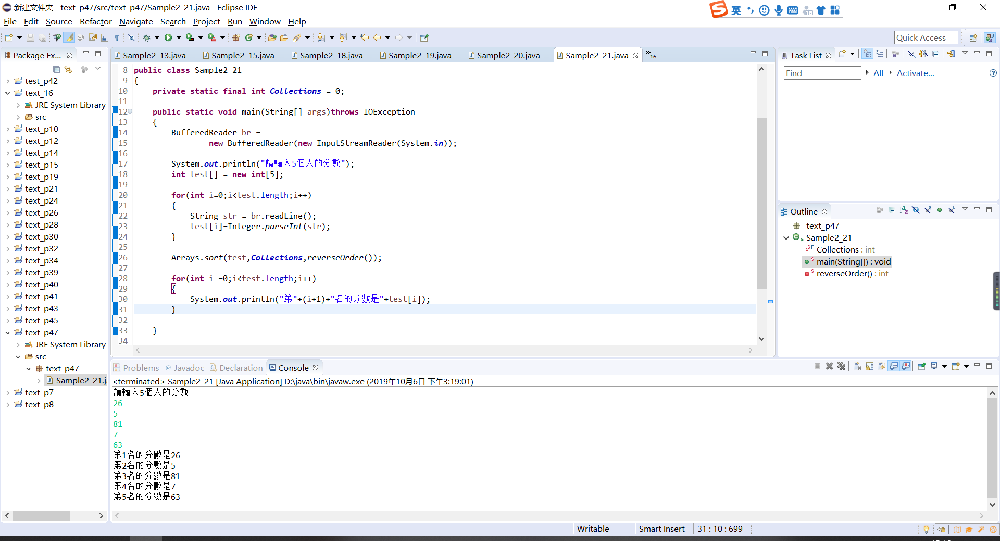 新建文件夹 - text_p47/src/text_p47/Sample2_21.java - Eclipse IDE
英
File Edit Source Refactor Navigate Search Project Run Window Help
Quick Access
Package Ex...
Sample2_13.java Sample2_15.java Sample2_18.java Sample2_19.java Sample2_20.java Sample2_21.java »16
test_p42
text_16
JRE System Library
src
text_p10
text_p12
text_p14
text_p15
text_p19
text_p21
text_p24
text_p26
text_p28
text_p30
text_p32
text_p34
text_p39
text_p40
text_p41
text_p43
text_p45
text_p47
JRE System Library
src
text_p47
Sample2_21.j
text_p7
text_p8
8 public class Sample2_21
9 {
10 private static final int Collections = 0;
11
12 public static void main(String[] args)throws IOException
13 {
14 BufferedReader br =
15 new BufferedReader(new InputStreamReader(System.in));
16
17 System.out.println("請輸入5個人的分數");
18 int test[] = new int[5];
19
20 for(int i=0;i<test.length;i++)
21 {
22 String str = br.readLine();
23 test[i]=Integer.parseInt(str);
24 }
25
26 Arrays.sort(test,Collections,reverseOrder());
27
28 for(int i =0;i<test.length;i++)
29 {
30 System.out.println("第"+(i+1)+"名的分數是"+test[i]);
31 }
32
33 }
34
Task List
Find All Activate...
Outline
text_p47
Sample2_21
Collections : int
main(String[]) : void
reverseOrder() : int
Problems @ Javadoc Declaration Console
<terminated> Sample2_21 [Java Application] D:\java\bin\javaw.exe (2019年10月6日 下午3:19:01)
請輸入5個人的分數
26
5
81
7
63
第1名的分數是26
第2名的分數是5
第3名的分數是81
第4名的分數是7
第5名的分數是63
Writable Smart Insert 31 : 10 : 699